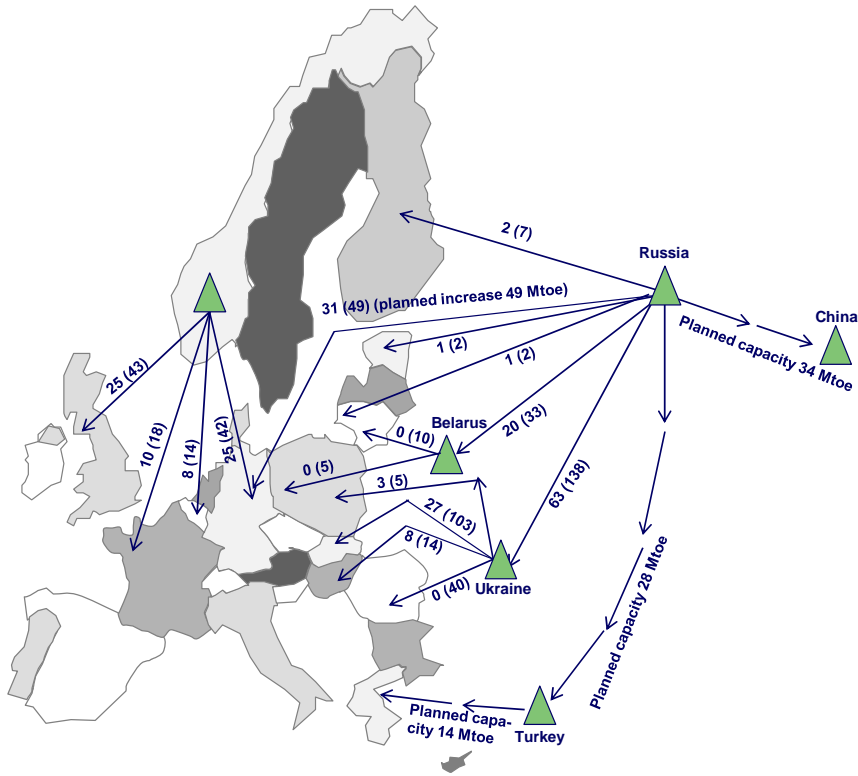 2 (7)
Russia
31 (49) (planned increase 49 Mtoe)
China
Planned capacity 34 Mtoe
1 (2)
1 (2)
25 (43)
Belarus
20 (33)
10 (18)
8 (14)
25 (42)
0 (10)
0 (5)
3 (5)
63 (138)
27 (103)
8 (14)
0 (40)
Ukraine
Planned capacity 28 Mtoe
Planned capa-
city 14 Mtoe
Turkey